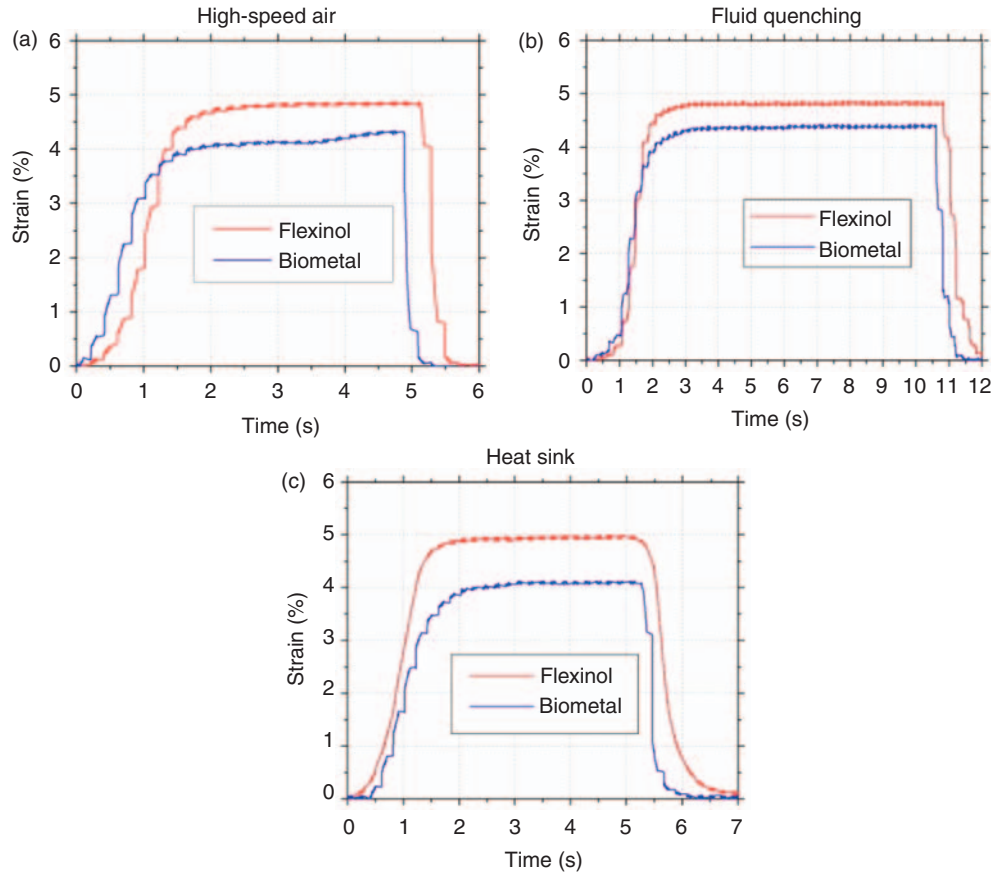 High-speed air
(a)
6
5
4
3
2
1
0
Strain (%)
Flexinol
Biometal
0 1 2 3 4 5 6
Time (s)
Fluid quenching
(b)
6
5
4
3
2
1
0
Strain (%)
Flexinol
Biometal
0 1 2 3 4 5 6 7 8 9 10 11 12
Time (s)
Heat sink
(c)
6
5
4
3
2
1
0
Strain (%)
Flexinol
Biometal
0 1 2 3 4 5 6 7
Time (s)